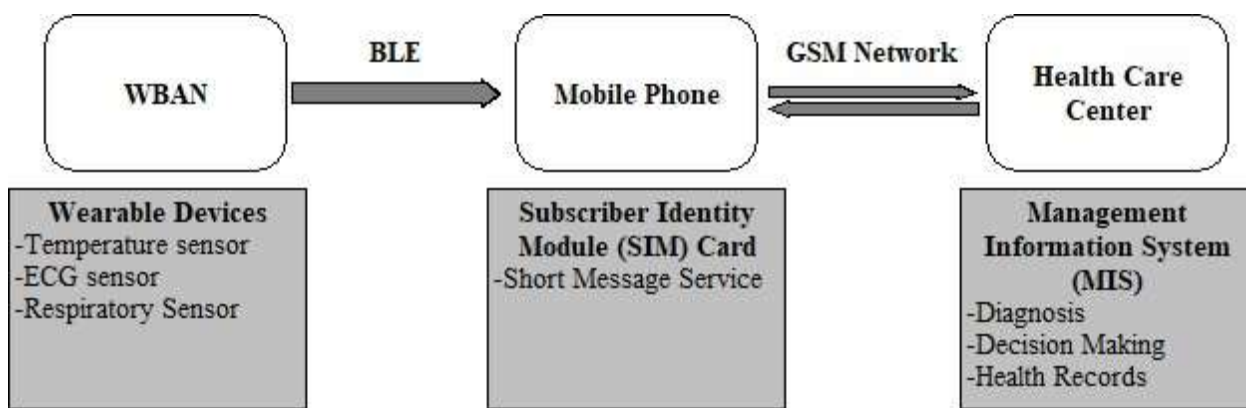 WBAN
BLE
Mobile Phone
GSM Network
Health Care
Center
Wearable Devices
-Temperature sensor
-ECG sensor
-Respiratory Sensor
Subscriber Identity
Module (SIM) Card
-Short Message Service
Management
Information System
(MIS)
-Diagnosis
-Decision Making
-Health Records